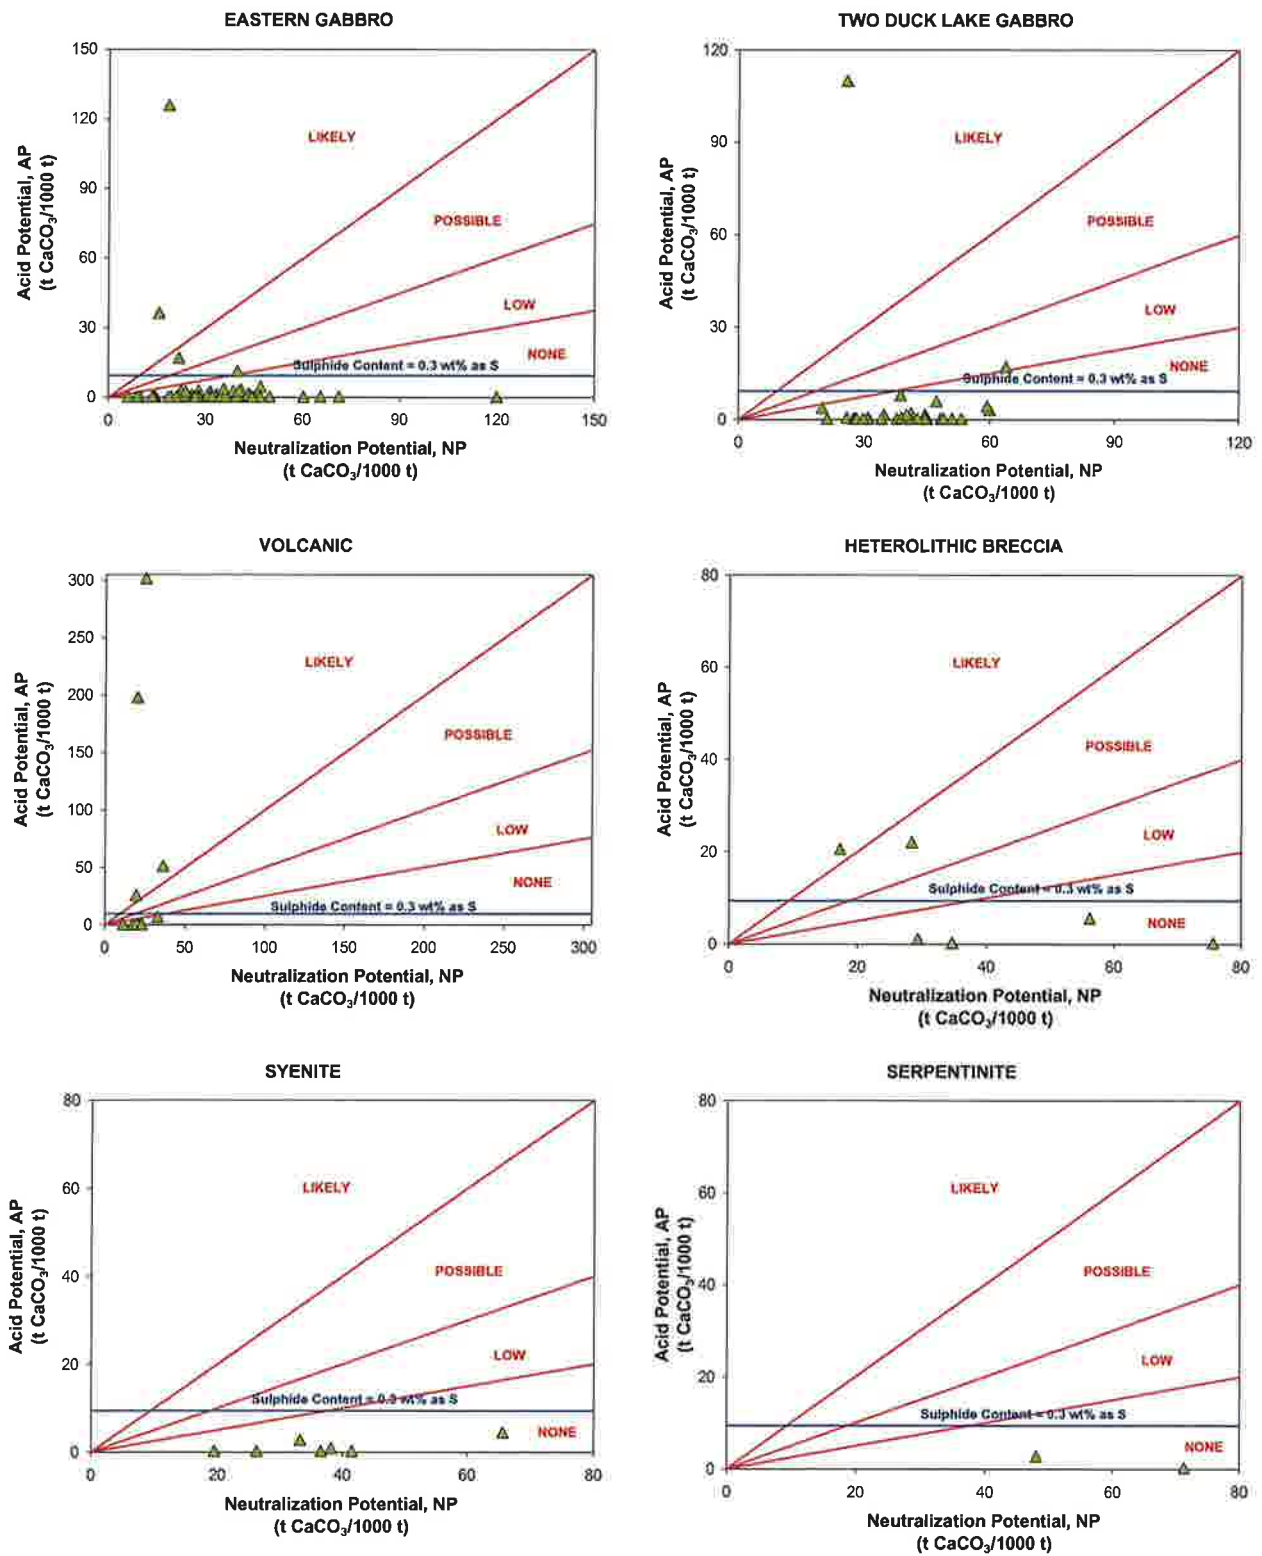 EASTERN GABBRO
150
120
90
60
30
0
Acid Potential, AP
(t CaCO3/1000 t)
LIKELY
POSSIBLE
LOW
NONE
Sulphide Content = 0.3 wt% as S
0 30 60 90 120 150
Neutralization Potential, NP
(t CaCO3/1000 t)
TWO DUCK LAKE GABBRO
120
90
60
30
0
Acid Potential, AP
(t CaCO3/1000 t)
LIKELY
POSSIBLE
LOW
NONE
Sulphide Content = 0.3 wt% as S
0 30 60 90 120
Neutralization Potential, NP
(t CaCO3/1000 t)
VOLCANIC
300
250
200
150
100
50
0
Acid Potential, AP
(t CaCO3/1000 t)
LIKELY
POSSIBLE
LOW
NONE
Sulphide Content = 0.3 wt% as S
0 50 100 150 200 250 300
Neutralization Potential, NP
(t CaCO3/1000 t)
HETEROLITHIC BRECCIA
80
60
40
20
0
Acid Potential, AP
(t CaCO3/1000 t)
LIKELY
POSSIBLE
LOW
Sulphide Content = 0.3 wt% as S
NONE
0 20 40 60 80
Neutralization Potential, NP
(t CaCO3/1000 t)
SYENITE
80
60
40
20
0
Acid Potential, AP
(t CaCO3/1000 t)
LIKELY
POSSIBLE
LOW
Sulphide Content = 0.3 wt% as S
NONE
0 20 40 60 80
Neutralization Potential, NP
(t CaCO3/1000 t)
SERPENTINITE
80
60
40
20
0
Acid Potential, AP
(t CaCO3/1000 t)
LIKELY
POSSIBLE
LOW
Sulphide Content = 0.3 wt% as S
NONE
0 20 40 60 80
Neutralization Potential, NP
(t CaCO3/1000 t)